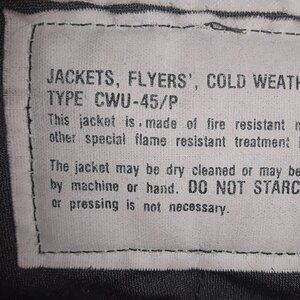 JACKETS, FLYERS', COLD WEATH
TYPE CWU-45/P
This jacket is made of fire resistant m
other special flame resistant treatment i
The jacket may be dry cleaned or may be
by machine or hand. DO NOT STARC
or pressing is not necessary.